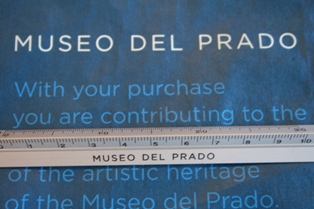 MUSEO DEL PRADO
With your purchase
you are contributing to the
MUSEO DEL PRADO
of the artistic heritage
of the Museo del Prado.